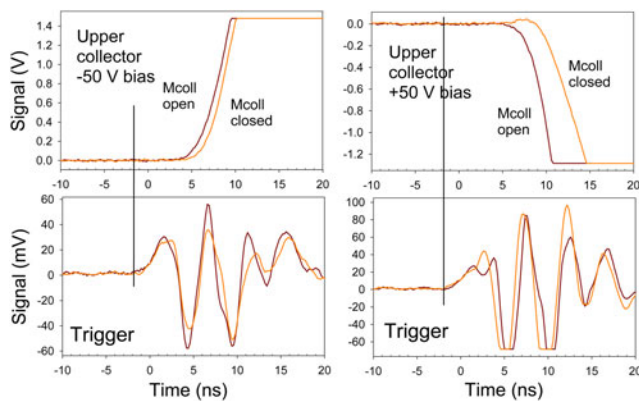 Signal (V)
1.4
1.2
1.0
0.8
0.6
0.4
0.2
0.0
Upper
collector
-50 V bias
Mcoll
open
Mcoll
closed
-10 -5 0 5 10 15 20
0.0
-0.2
-0.4
-0.6
-0.8
-1.0
-1.2
Upper
collector
+50 V bias
Mcoll
closed
Mcoll
open
-10 -5 0 5 10 15 20
Signal (mV)
60
40
20
0
-20
-40
-60
Trigger
-10 -5 0 5 10 15 20
Time (ns)
100
80
60
40
20
0
-20
-40
-60
Trigger
-10 -5 0 5 10 15 20
Time (ns)